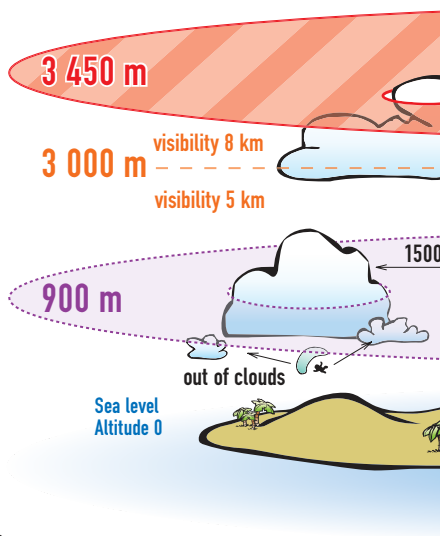 3 450 m
visibility 8 km
3 000 m
visibility 5 km
1500
900 m
out of clouds
Sea level
Altitude 0